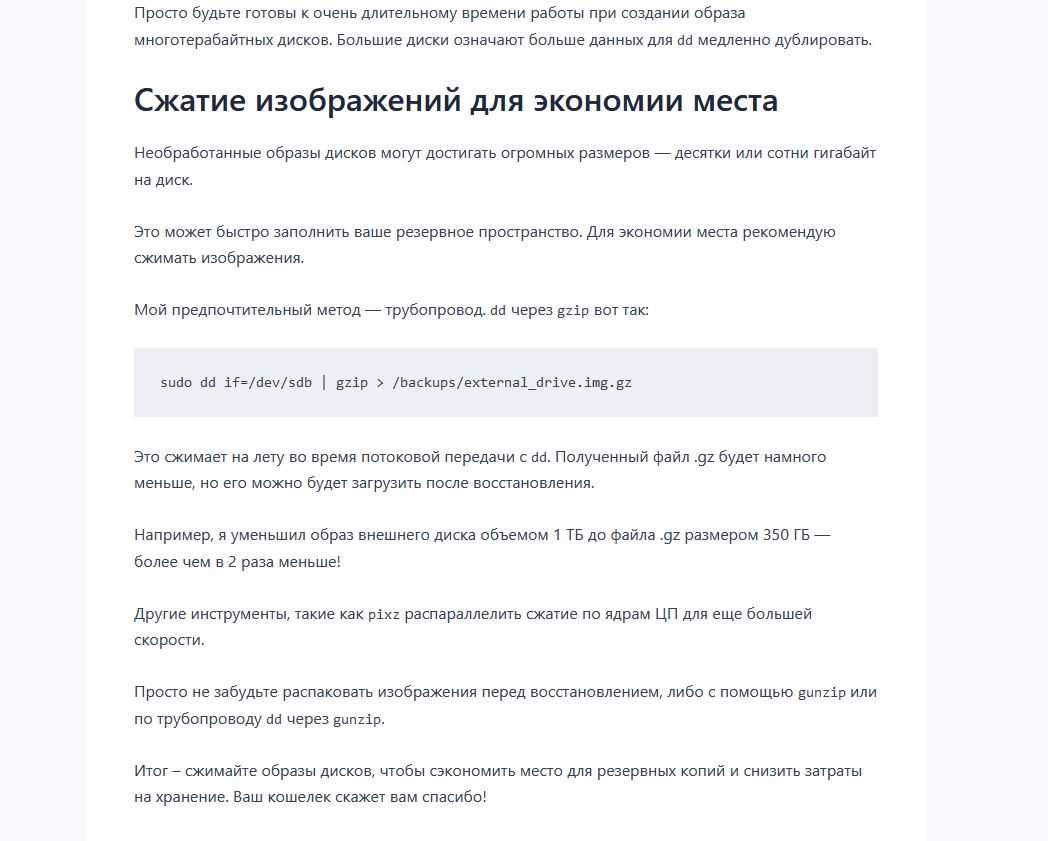 Просто будьте готовы к очень длительному времени работы при создании образа
многотерабайтных дисков. Большие диски означают больше данных для dd медленно дублировать.
Сжатие изображений для экономии места
Необработанные образы дисков могут достигать огромных размеров — десятки или сотни гигабайт
на диск.
Это может быстро заполнить ваше резервное пространство. Для экономии места рекомендую
сжимать изображения.
Мой предпочтительный метод — трубопровод. dd через gzip вот так:
sudo dd if=/dev/sdb | gzip > /backups/external_drive.img.gz
Это сжимает на лету во время потоковой передачи с dd. Полученный файл .gz будет намного
меньше, но его можно будет загрузить после восстановления.
Например, я уменьшил образ внешнего диска объемом 1 ТБ до файла .gz размером 350 ГБ —
более чем в 2 раза меньше!
Другие инструменты, такие как pixz распараллелить сжатие по ядрам ЦП для еще большей
скорости.
Просто не забудьте распаковать изображения перед восстановлением, либо с помощью gunzip или
по трубопроводу dd через gunzip.
Итог – сжимайте образы дисков, чтобы сэкономить место для резервных копий и снизить затраты
на хранение. Ваш кошелек скажет вам спасибо!